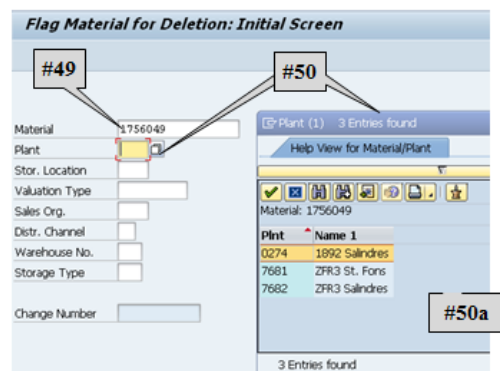 Flag Material for Deletion: Initial Screen
#49
#50
Material 1756049
Plant
Stor. Location
Valuation Type
Sales Org.
Distr. Channel
Warehouse No.
Storage Type
Change Number
Plant (1) 3 Entries found
Help View for Material/Plant
Material: 1756049
Plnt Name 1
0274 1892 Salindres
7681 ZFR3 St. Fons
7682 ZFR3 Salindres
#50a
3 Entries found